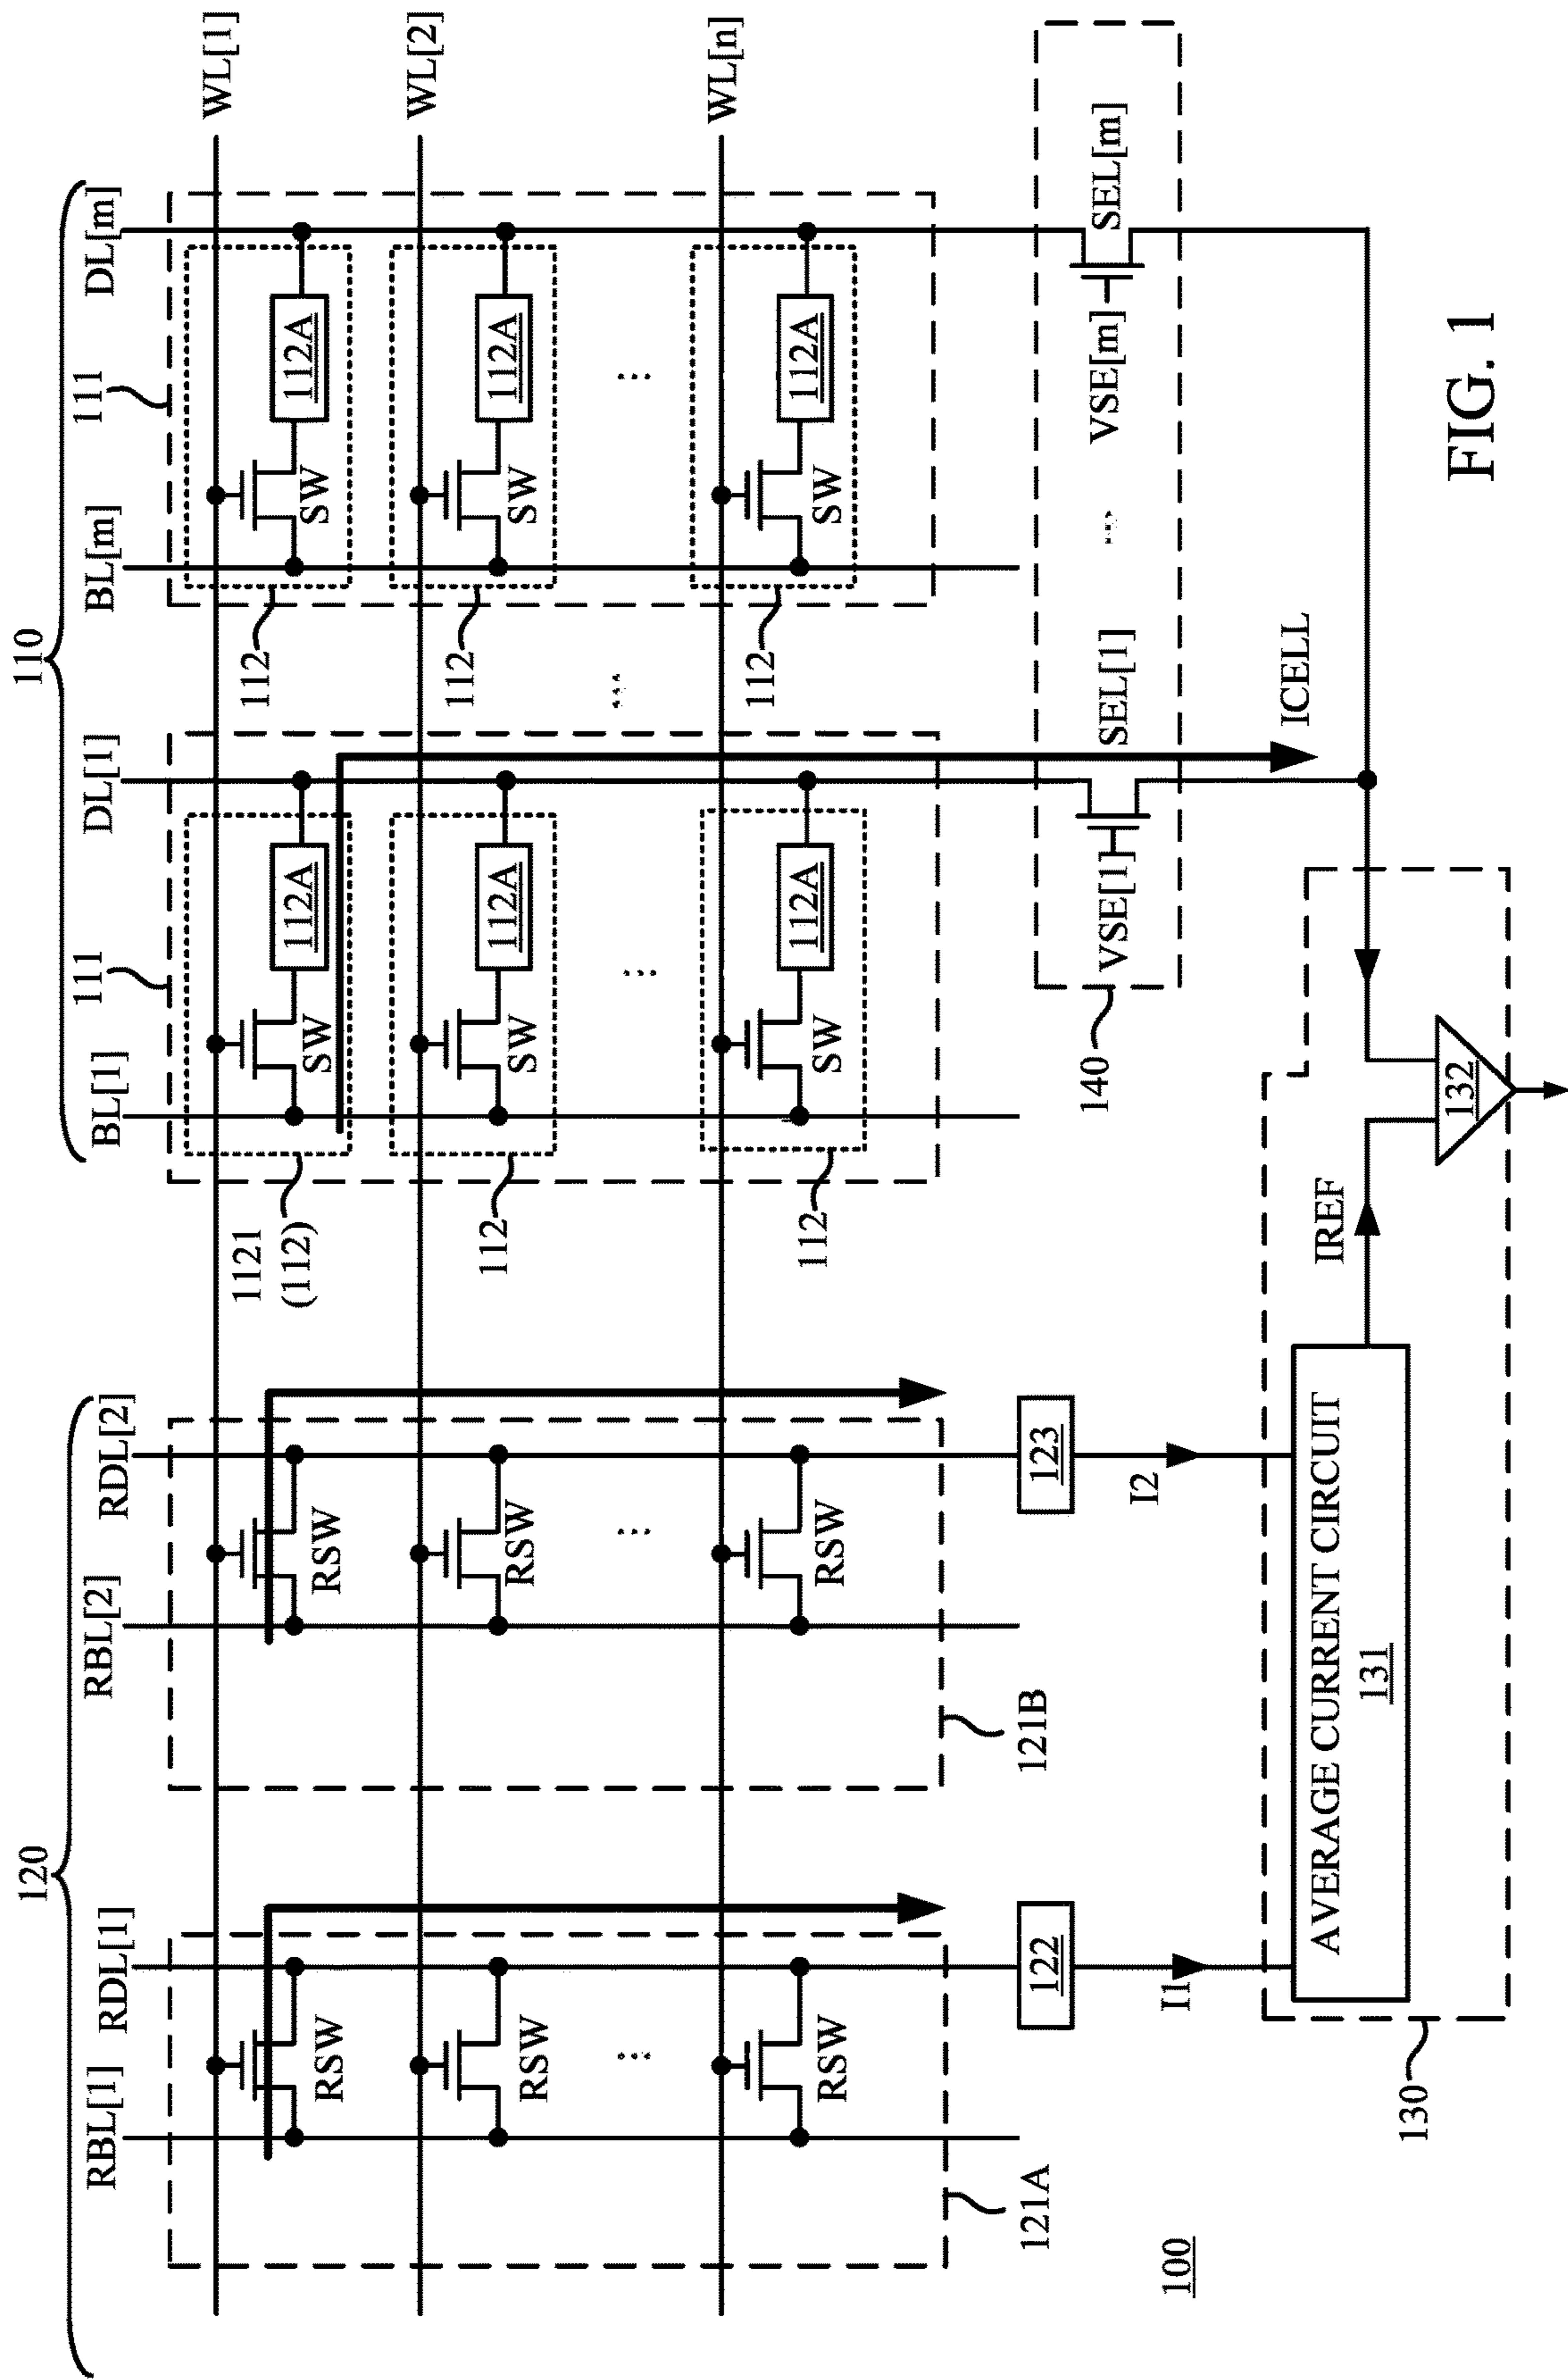 120
110
RBL[1]
RDL[1]
RBL[2]
RDL[2]
BL[1]
111
DL[1]
BL[m]
111
DL[m]
WL[1]
RSW
RSW
1121
(112)
SW
112A
112
SW
112A
WL[2]
RSW
RSW
112
SW
112A
112
SW
112A
...
...
...
...
...
WL[n]
RSW
RSW
112
SW
112A
112
SW
112A
121A
121B
122
123
140
VSE[1]
SEL[1]
...
VSE[m]
SEL[m]
100
I1
I2
ICELL
130
AVERAGE CURRENT CIRCUIT
131
IREF
132
FIG. 1